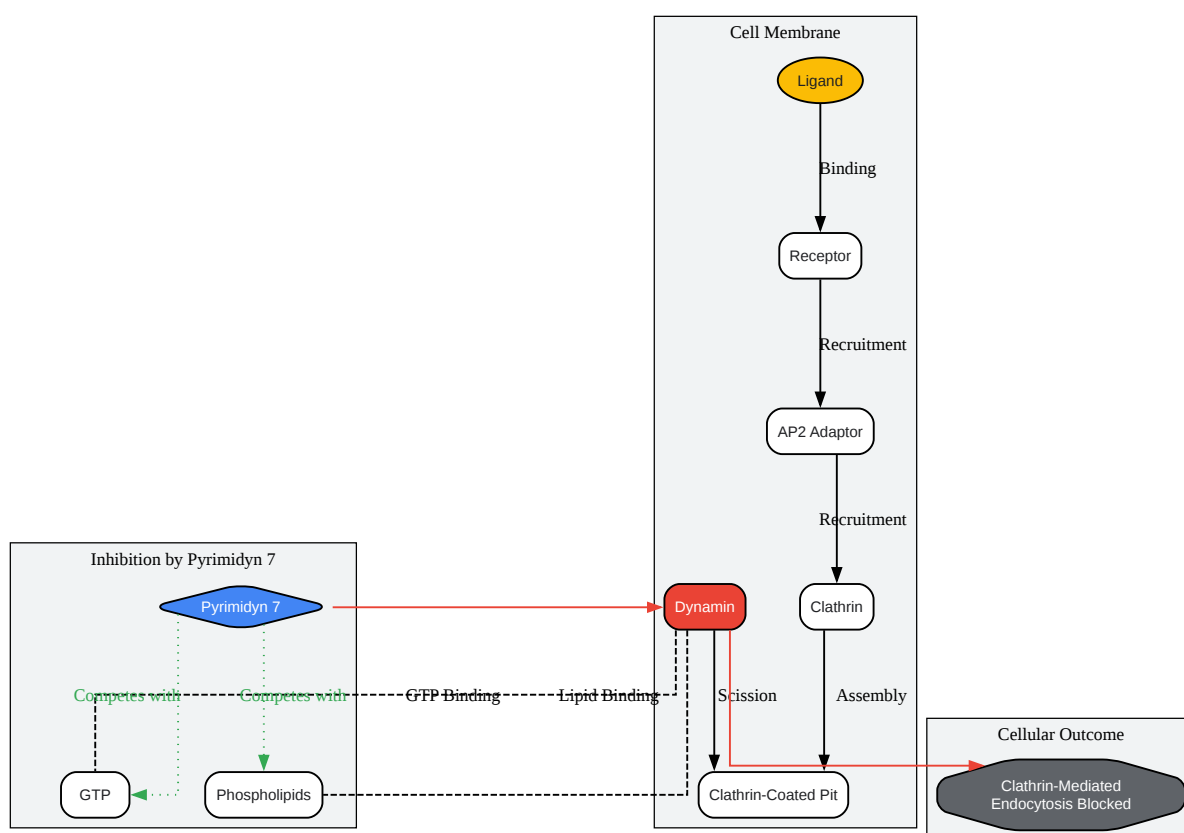 Cell Membrane
Ligand
Binding
Receptor
Recruitment
AP2 Adaptor
Recruitment
Inhibition by Pyrimidyn 7
Pyrimidyn 7
Dynamin
Clathrin
Competes with
Competes with
GTP Binding
Lipid Binding
Scission
Assembly
Cellular Outcome
GTP
Phospholipids
Clathrin-Coated Pit
Clathrin-Mediated
Endocytosis Blocked